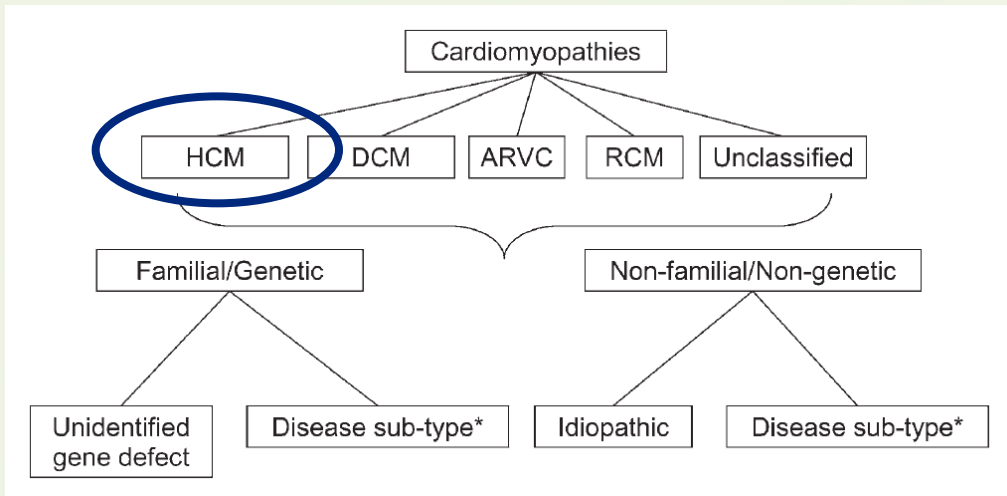 Cardiomyopathies
HCM
DCM
ARVC
RCM
Unclassified
Familial/Genetic
Non-familial/Non-genetic
Unidentified
gene defect
Disease sub-type*
Idiopathic
Disease sub-type*